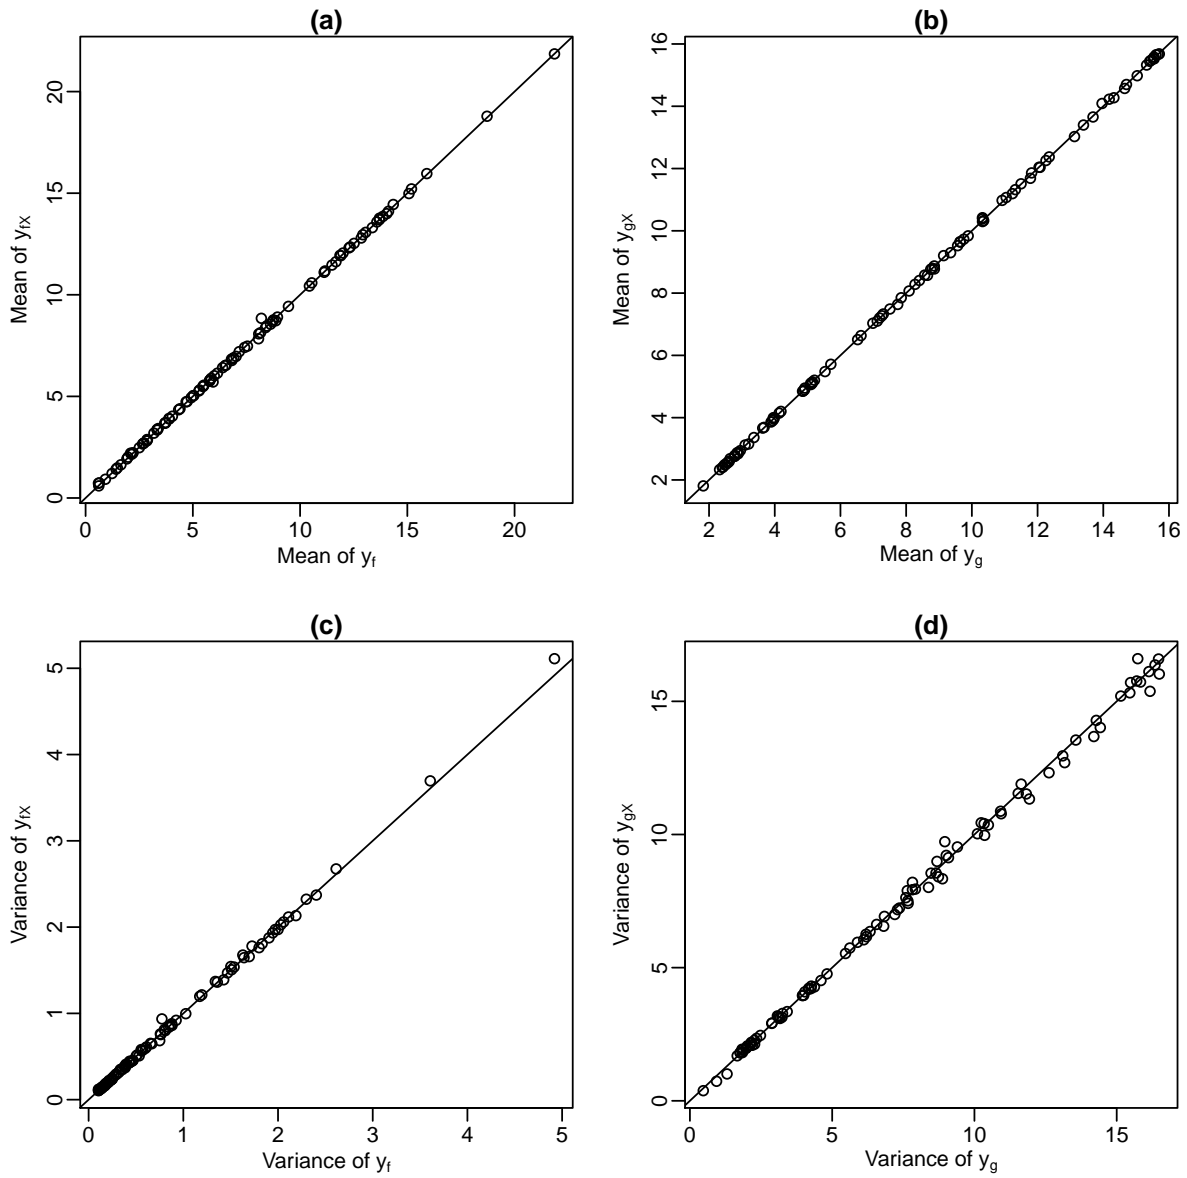 (a)
Mean of y_fX
20
15
10
5
0
0 5 10 15 20
Mean of y_f
(b)
Mean of y_gX
16
14
12
10
8
6
4
2
2 4 6 8 10 12 14 16
Mean of y_g
(c)
Variance of y_fX
5
4
3
2
1
0
0 1 2 3 4 5
Variance of y_f
(d)
Variance of y_gX
15
10
5
0
0 5 10 15
Variance of y_g